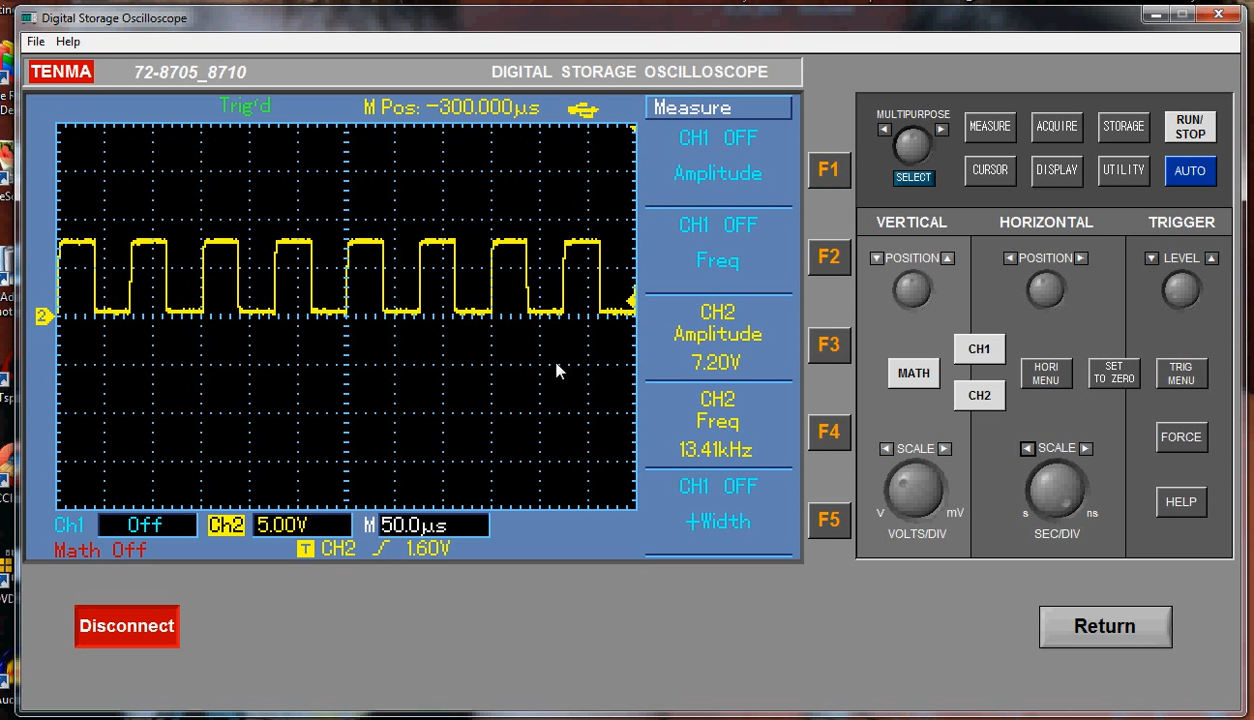 Digital Storage Oscilloscope
File Help
TENMA 72-8705_8710 DIGITAL STORAGE OSCILLOSCOPE
Trig'd M Pos: -300.000µs Measure
CH1 OFF
Amplitude
F1
CH1 OFF
Freq
F2
CH2
Amplitude
7.20V
F3
CH2
Freq
13.41kHz
F4
CH1 OFF
+Width
F5
2
Ch1 Off Ch2 5.00V M 50.0µs
Math Off T CH2 1.60V
MULTIPURPOSE
SELECT
MEASURE ACQUIRE STORAGE RUN/
STOP
CURSOR DISPLAY UTILITY AUTO
VERTICAL HORIZONTAL TRIGGER
POSITION POSITION LEVEL
CH1
MATH
CH2
HORI
MENU
SET
TO ZERO
TRIG
MENU
FORCE
SCALE SCALE
HELP
V mV s ns
VOLTS/DIV SEC/DIV
Disconnect Return